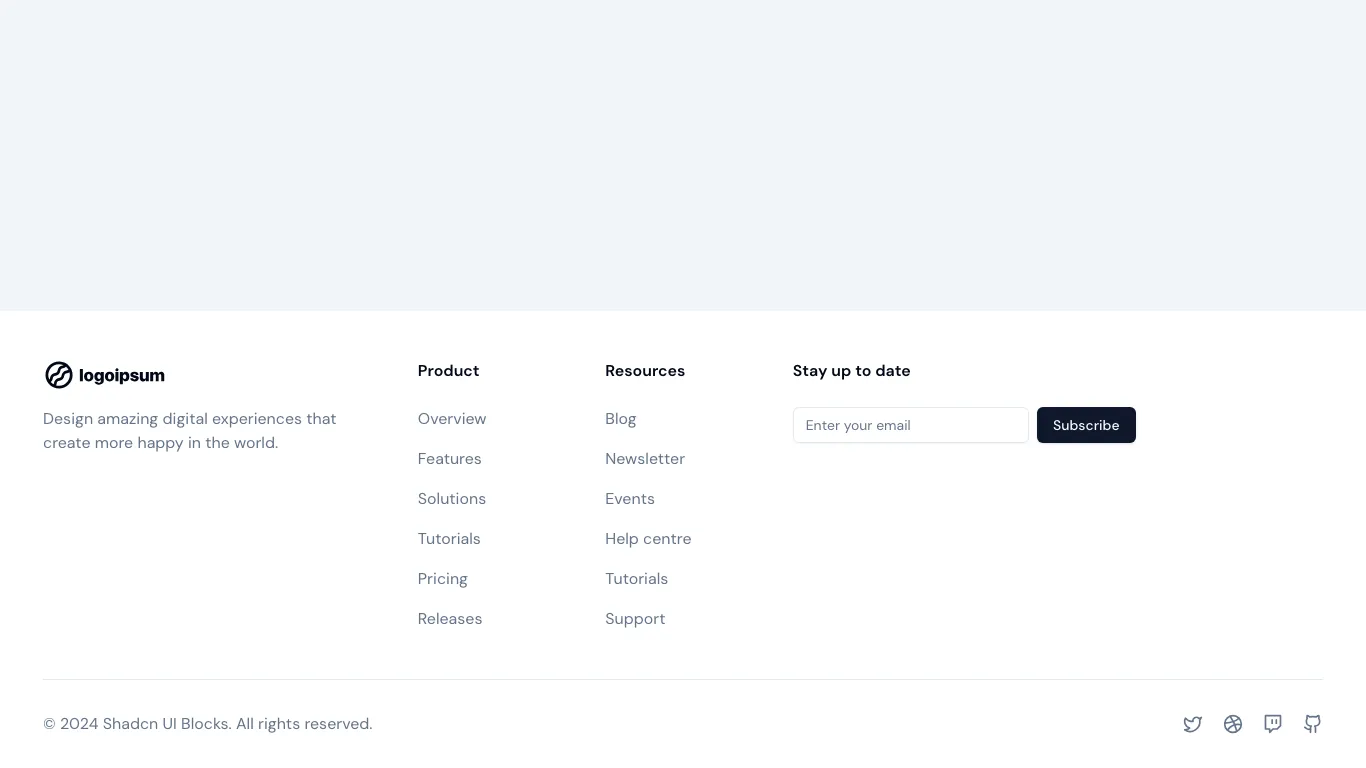 logoipsum
Design amazing digital experiences that
create more happy in the world.
Product
Overview
Features
Solutions
Tutorials
Pricing
Releases
Resources
Blog
Newsletter
Events
Help centre
Tutorials
Support
Stay up to date
Enter your email
Subscribe
© 2024 Shadcn UI Blocks. All rights reserved.